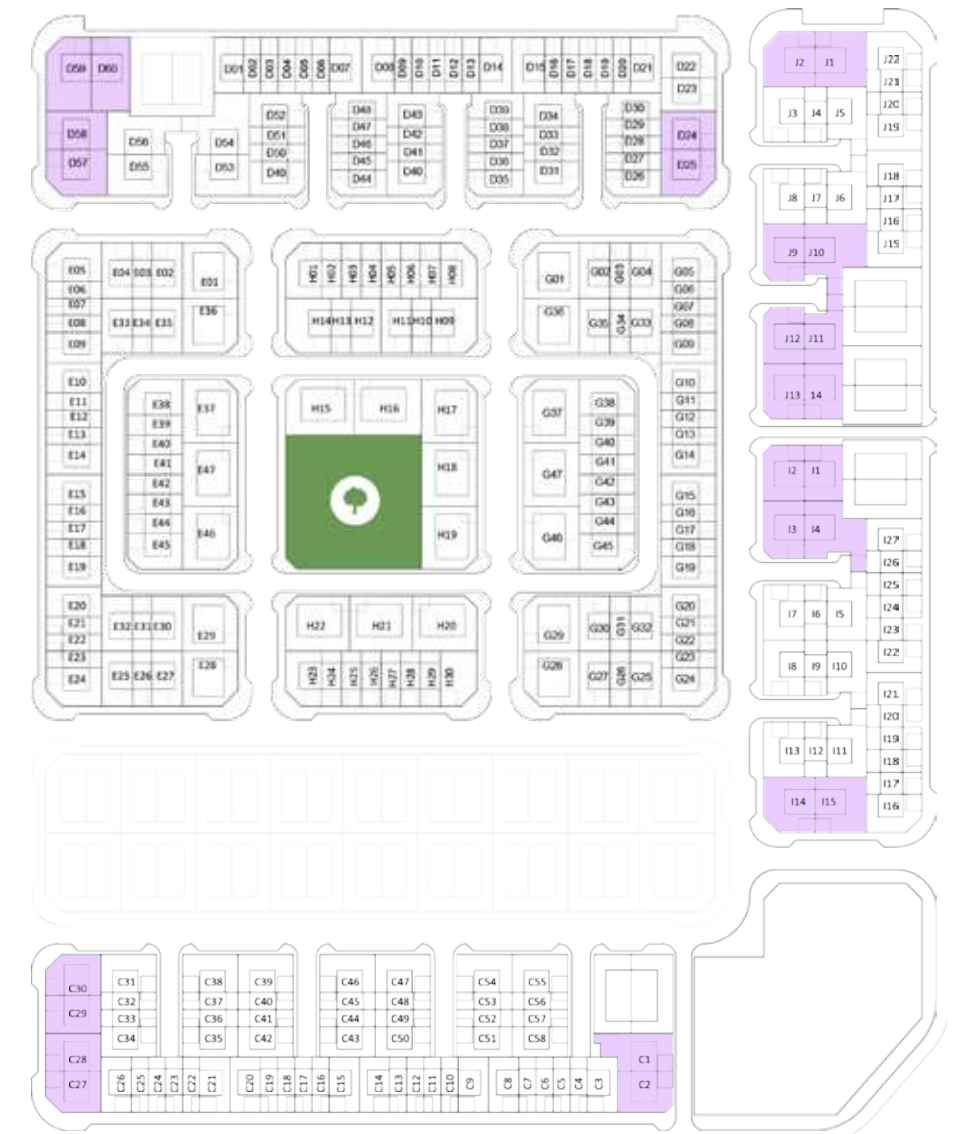 D59 D60 D01 D02 D03 D04 D05 D06 D07 D08 D09 D10 D11 D12 D13 D14 D15 D16 D17 D18 D19 D20 D21 D22
D23
D58 D56 D54 D52 D48 D43 D39 D34 D30 D24
D51 D47 D42 D38 D33 D29
D50 D46 D41 D37 D32 D28
D57 D55 D53 D49 D45 D40 D36 D31 D27 D25
D44 D35 D26
E05 E04 E03 E02 E01 H01 H02 H03 H04 H05 H06 H07 H08 G01 G02 G03 G04 G05
E06 G06
E07 E36 G36 G07
E08 E33 E34 E35 H14 H13 H12 H11 H10 H09 G35 G34 G33 G08
E09 G09
E10 G10
E11 E38 E37 H15 H16 H17 G37 G38 G11
E12 E39 G39 G12
E13 E40 G40 G13
E14 E41 E47 H18 G47 G41 G14
E15 E42 G42 G15
E16 E43 G43 G16
E17 E44 E46 H19 G46 G44 G17
E18 E45 G45 G18
E19 G19
E20 G20
E21 E32 E31 E30 E29 H22 H21 H20 G29 G30 G31 G32 G21
E22 G22
E23 E28 G28 G23
E24 E25 E26 E27 H23 H24 H25 H26 H27 H28 H29 H30 G27 G26 G25 G24
J2 J1 J22
J21
J3 J4 J5 J20
J19
J18
J8 J7 J6 J17
J16
J9 J10 J15
J12 J11
J13 14
I2 I1
I3 I4 I27
I26
I25
I7 I6 I5 I24
I23
I8 I9 I10 I22
I21
I20
I13 I12 I11 I19
I18
I17
I14 I15 I16
C30 C31 C38 C39 C46 C47 C54 C55
C32 C37 C40 C45 C48 C53 C56
C29 C33 C36 C41 C44 C49 C52 C57
C34 C35 C42 C43 C50 C51 C58
C28 C1
C27 C26 C25 C24 C23 C22 C21 C20 C19 C18 C17 C16 C15 C14 C13 C12 C11 C10 C9 C8 C7 C6 C5 C4 C3 C2